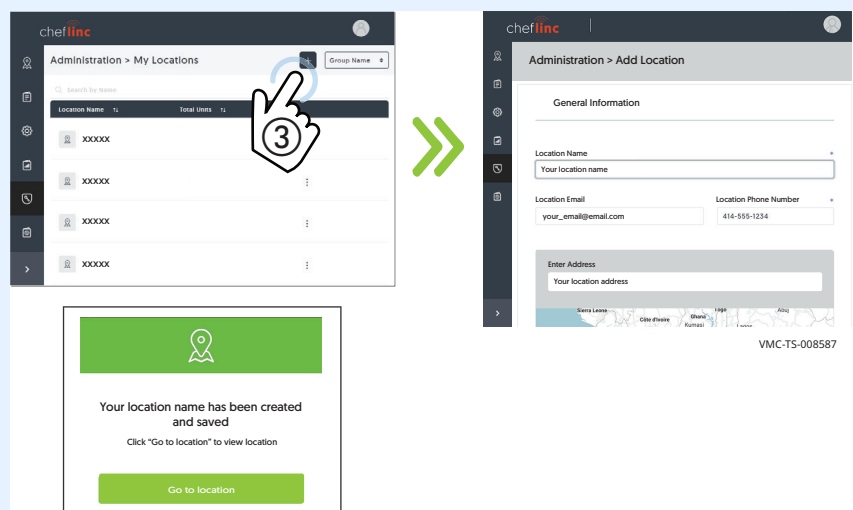 cheflinc
Administration > My Locations
+
Group Name
Search by Name
Location Name
Total Units
3
XXXXX
XXXXX
XXXXX
XXXXX
cheflinc
Administration > Add Location
General Information
Location Name *
Your location name
Location Email
Location Phone Number *
your_email@email.com
414-555-1234
Enter Address
Your location address
Sierra Leone
Togo
Abuj
Côte d'Ivoire
Ghana
Kumasi
Lagos
VMC-TS-008587
Your location name has been created
and saved
Click “Go to location” to view location
Go to location